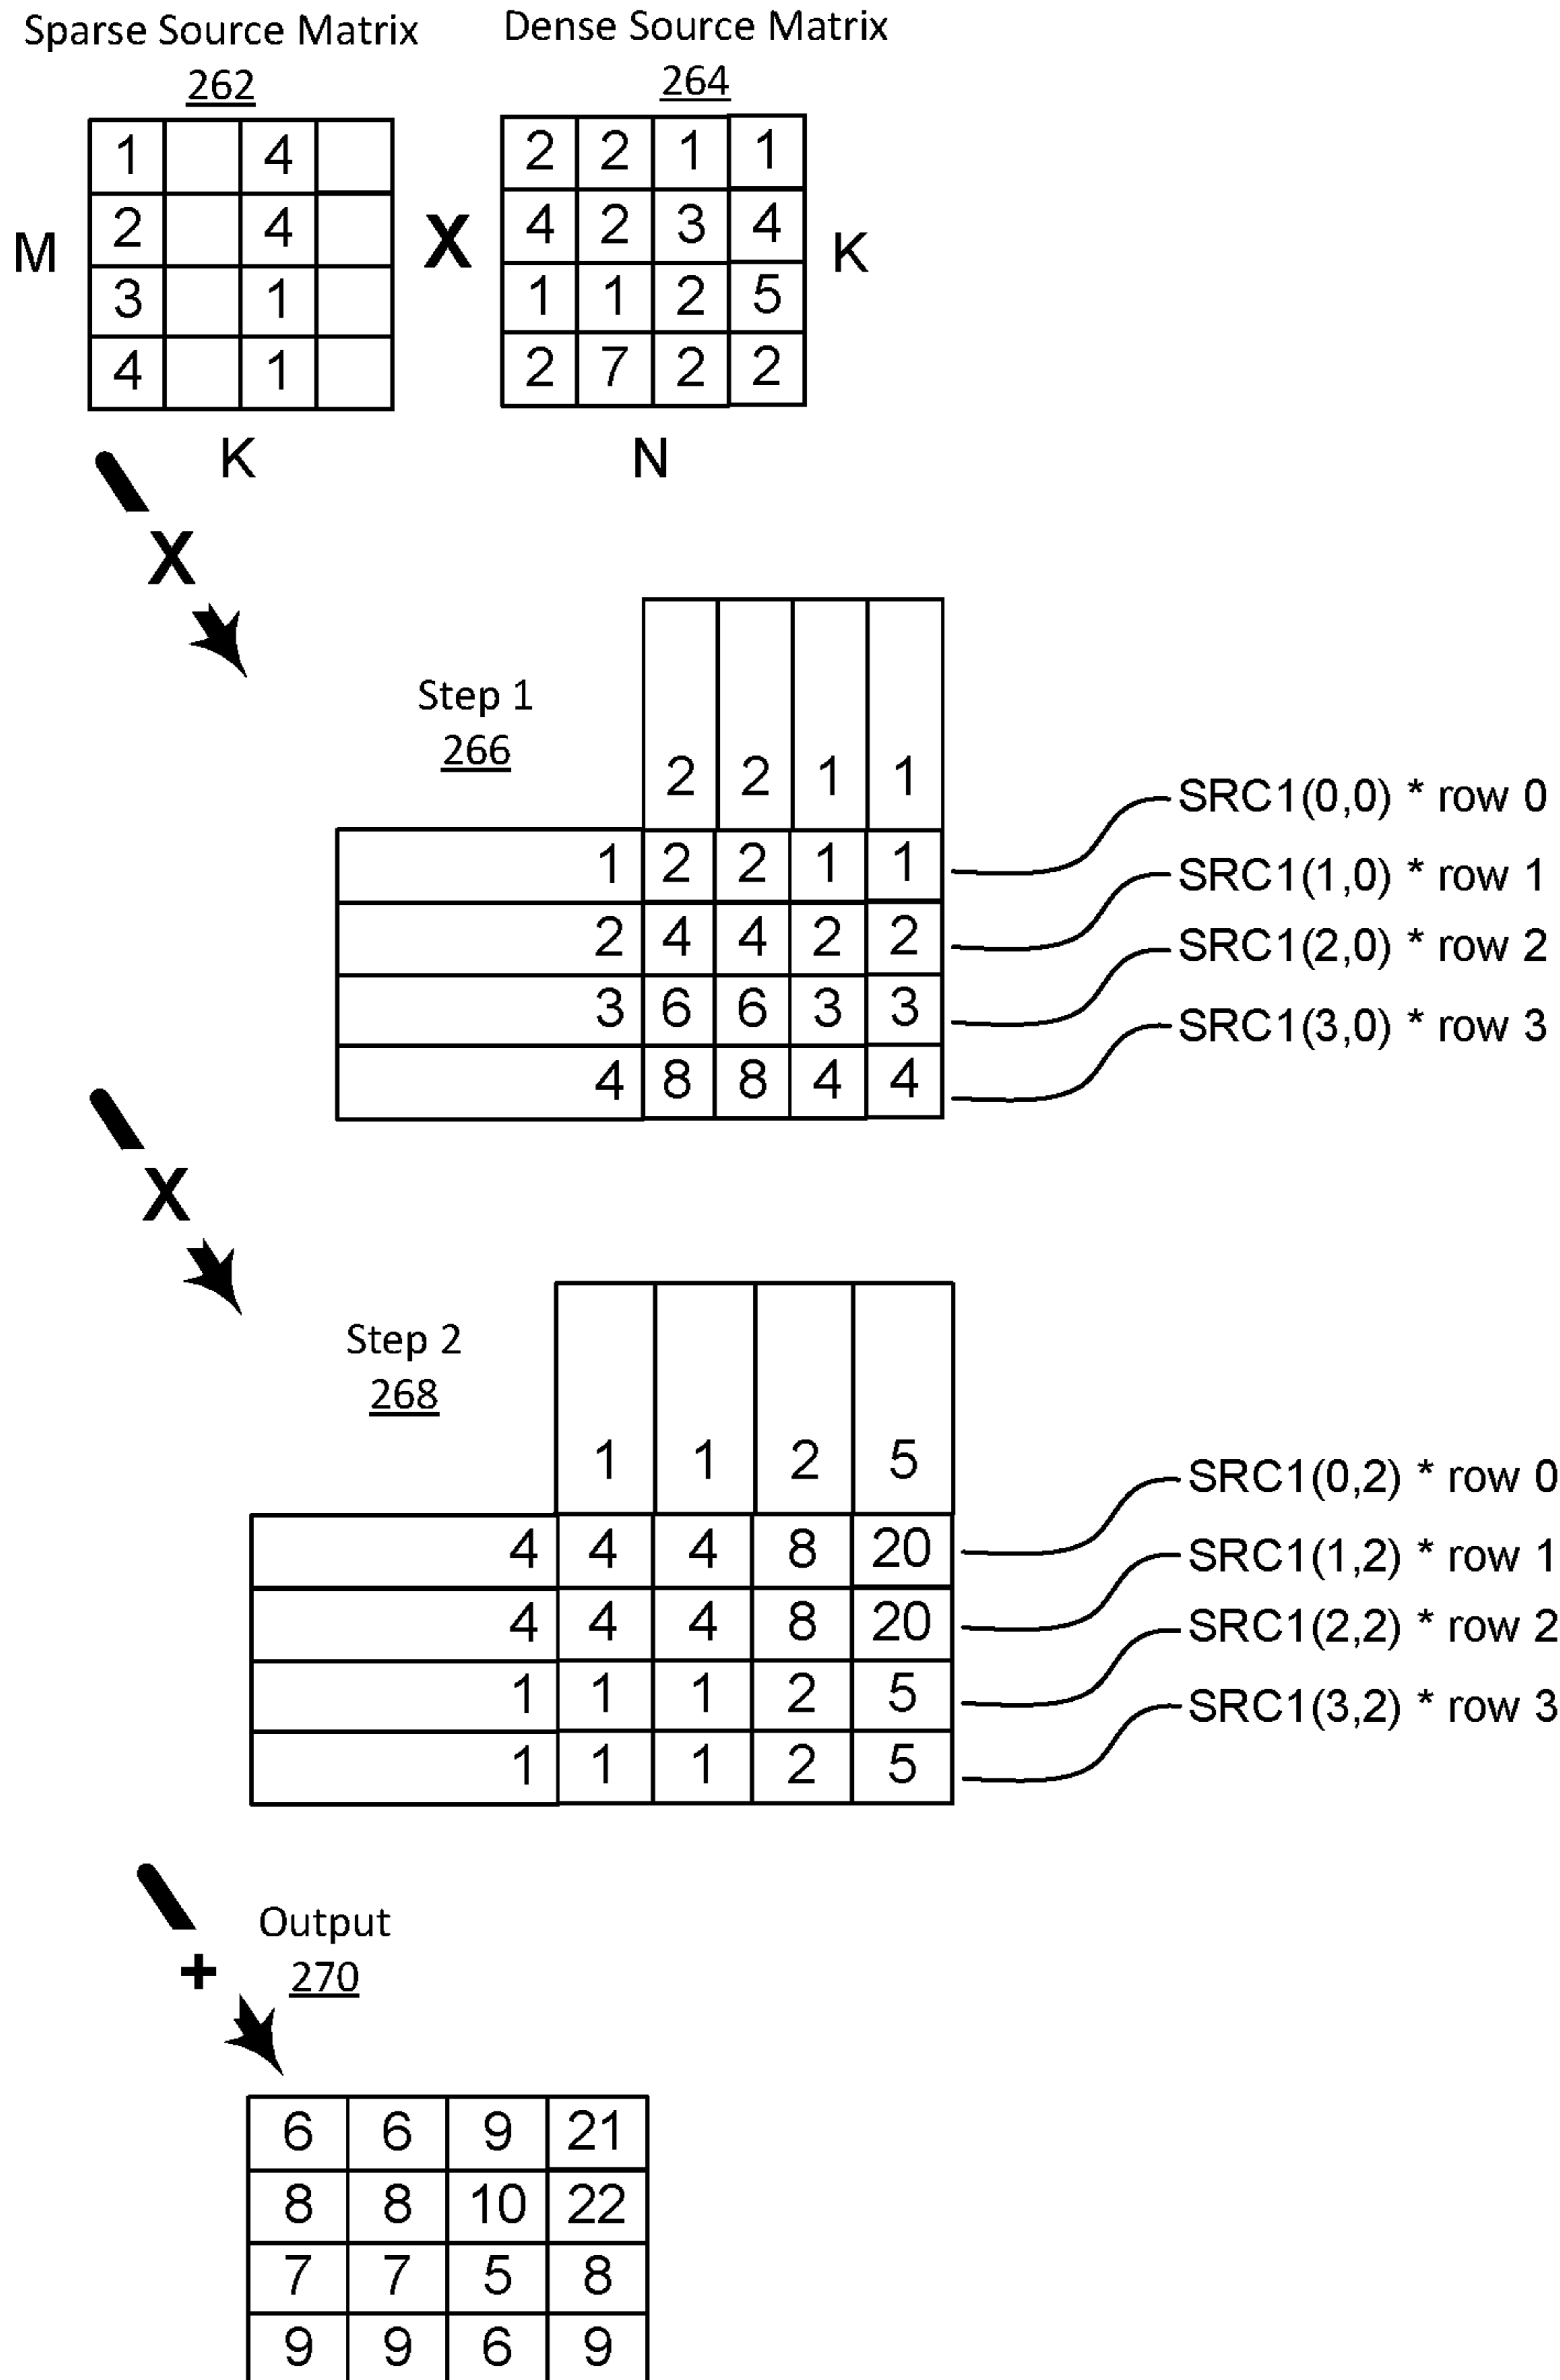 Sparse Source Matrix
262
Dense Source Matrix
264
1 4
2 4
3 1
4 1
M
K
X
2 2 1 1
4 2 3 4
1 1 2 5
2 7 2 2
K
N
X
Step 1
266
2 2 1 1
1 2 2 1 1
2 4 4 2 2
3 6 6 3 3
4 8 8 4 4
SRC1(0,0) * row 0
SRC1(1,0) * row 1
SRC1(2,0) * row 2
SRC1(3,0) * row 3
X
Step 2
268
1 1 2 5
4 4 4 8 20
4 4 4 8 20
1 1 1 2 5
1 1 1 2 5
SRC1(0,2) * row 0
SRC1(1,2) * row 1
SRC1(2,2) * row 2
SRC1(3,2) * row 3
+
Output
270
6 6 9 21
8 8 10 22
7 7 5 8
9 9 6 9